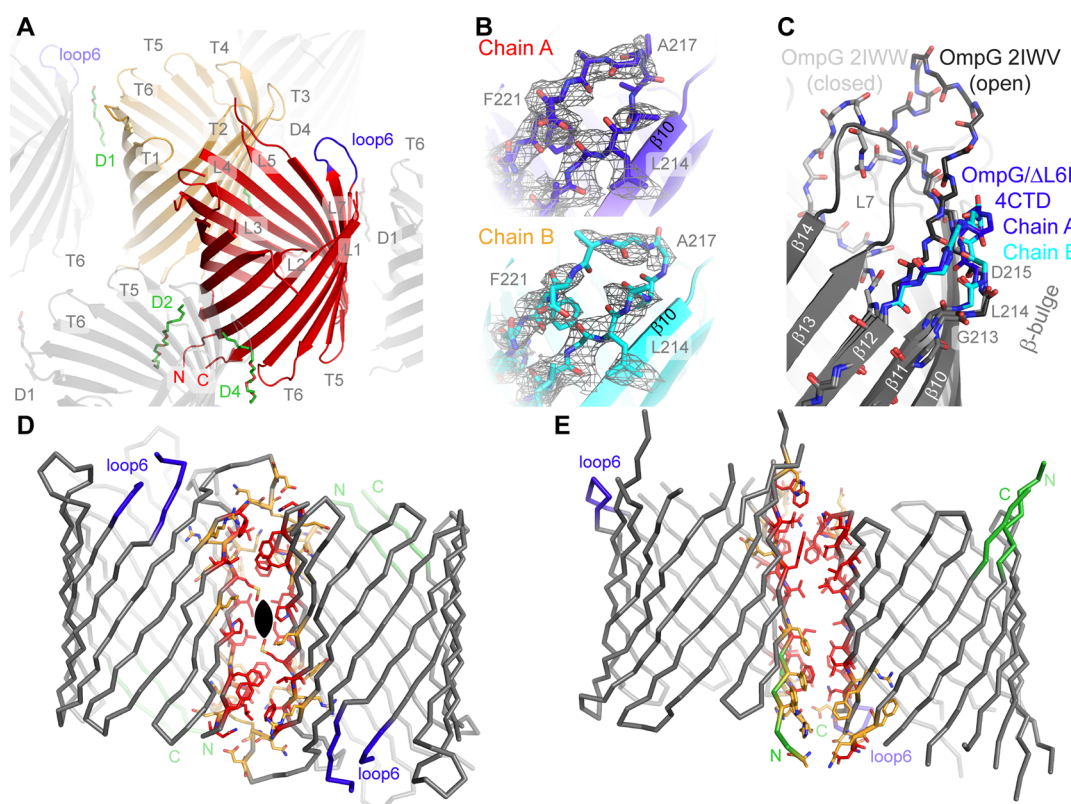 A
loop6
T5
T4
T6
T3
D4
T2
D1
T1
loop6
T6
L5
L4
L7
L3
D1
L2
L1
T6
T5
D2
T6
N
C
D4
T5
T6
D1
B
Chain A
A217
F221
β10
L214
Chain B
A217
F221
β10
L214
C
OmpG 2IWW
(closed)
OmpG 2IWV
(open)
OmpG/ΔL6I
4CTD
Chain A
Chain B
L7
β14
D215
L214
G213
β-bulge
β13
β12
β11
β10
D
loop6
N
C
C
N
loop6
E
loop6
N
C
C
N
loop6